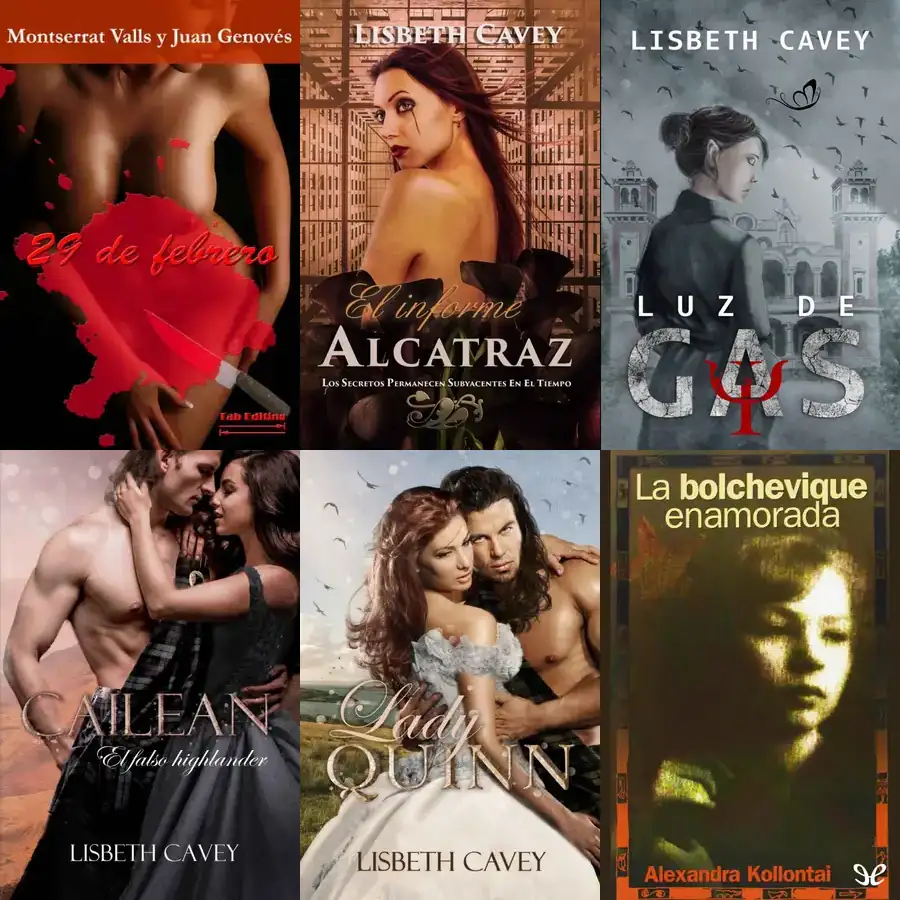 Montserrat Valls y Juan Genovés
29 de febrero
Fab Editing
LISBETH CAVEY
El informe
ALCATRAZ
LOS SECRETOS PERMANECEN SUBYACENTES EN EL TIEMPO
LISBETH CAVEY
LUZ DE
GAS
CAILEAN
El falso highlander
LISBETH CAVEY
Lady
QUINN
LISBETH CAVEY
La bolchevique
enamorada
Alexandra Kollontai